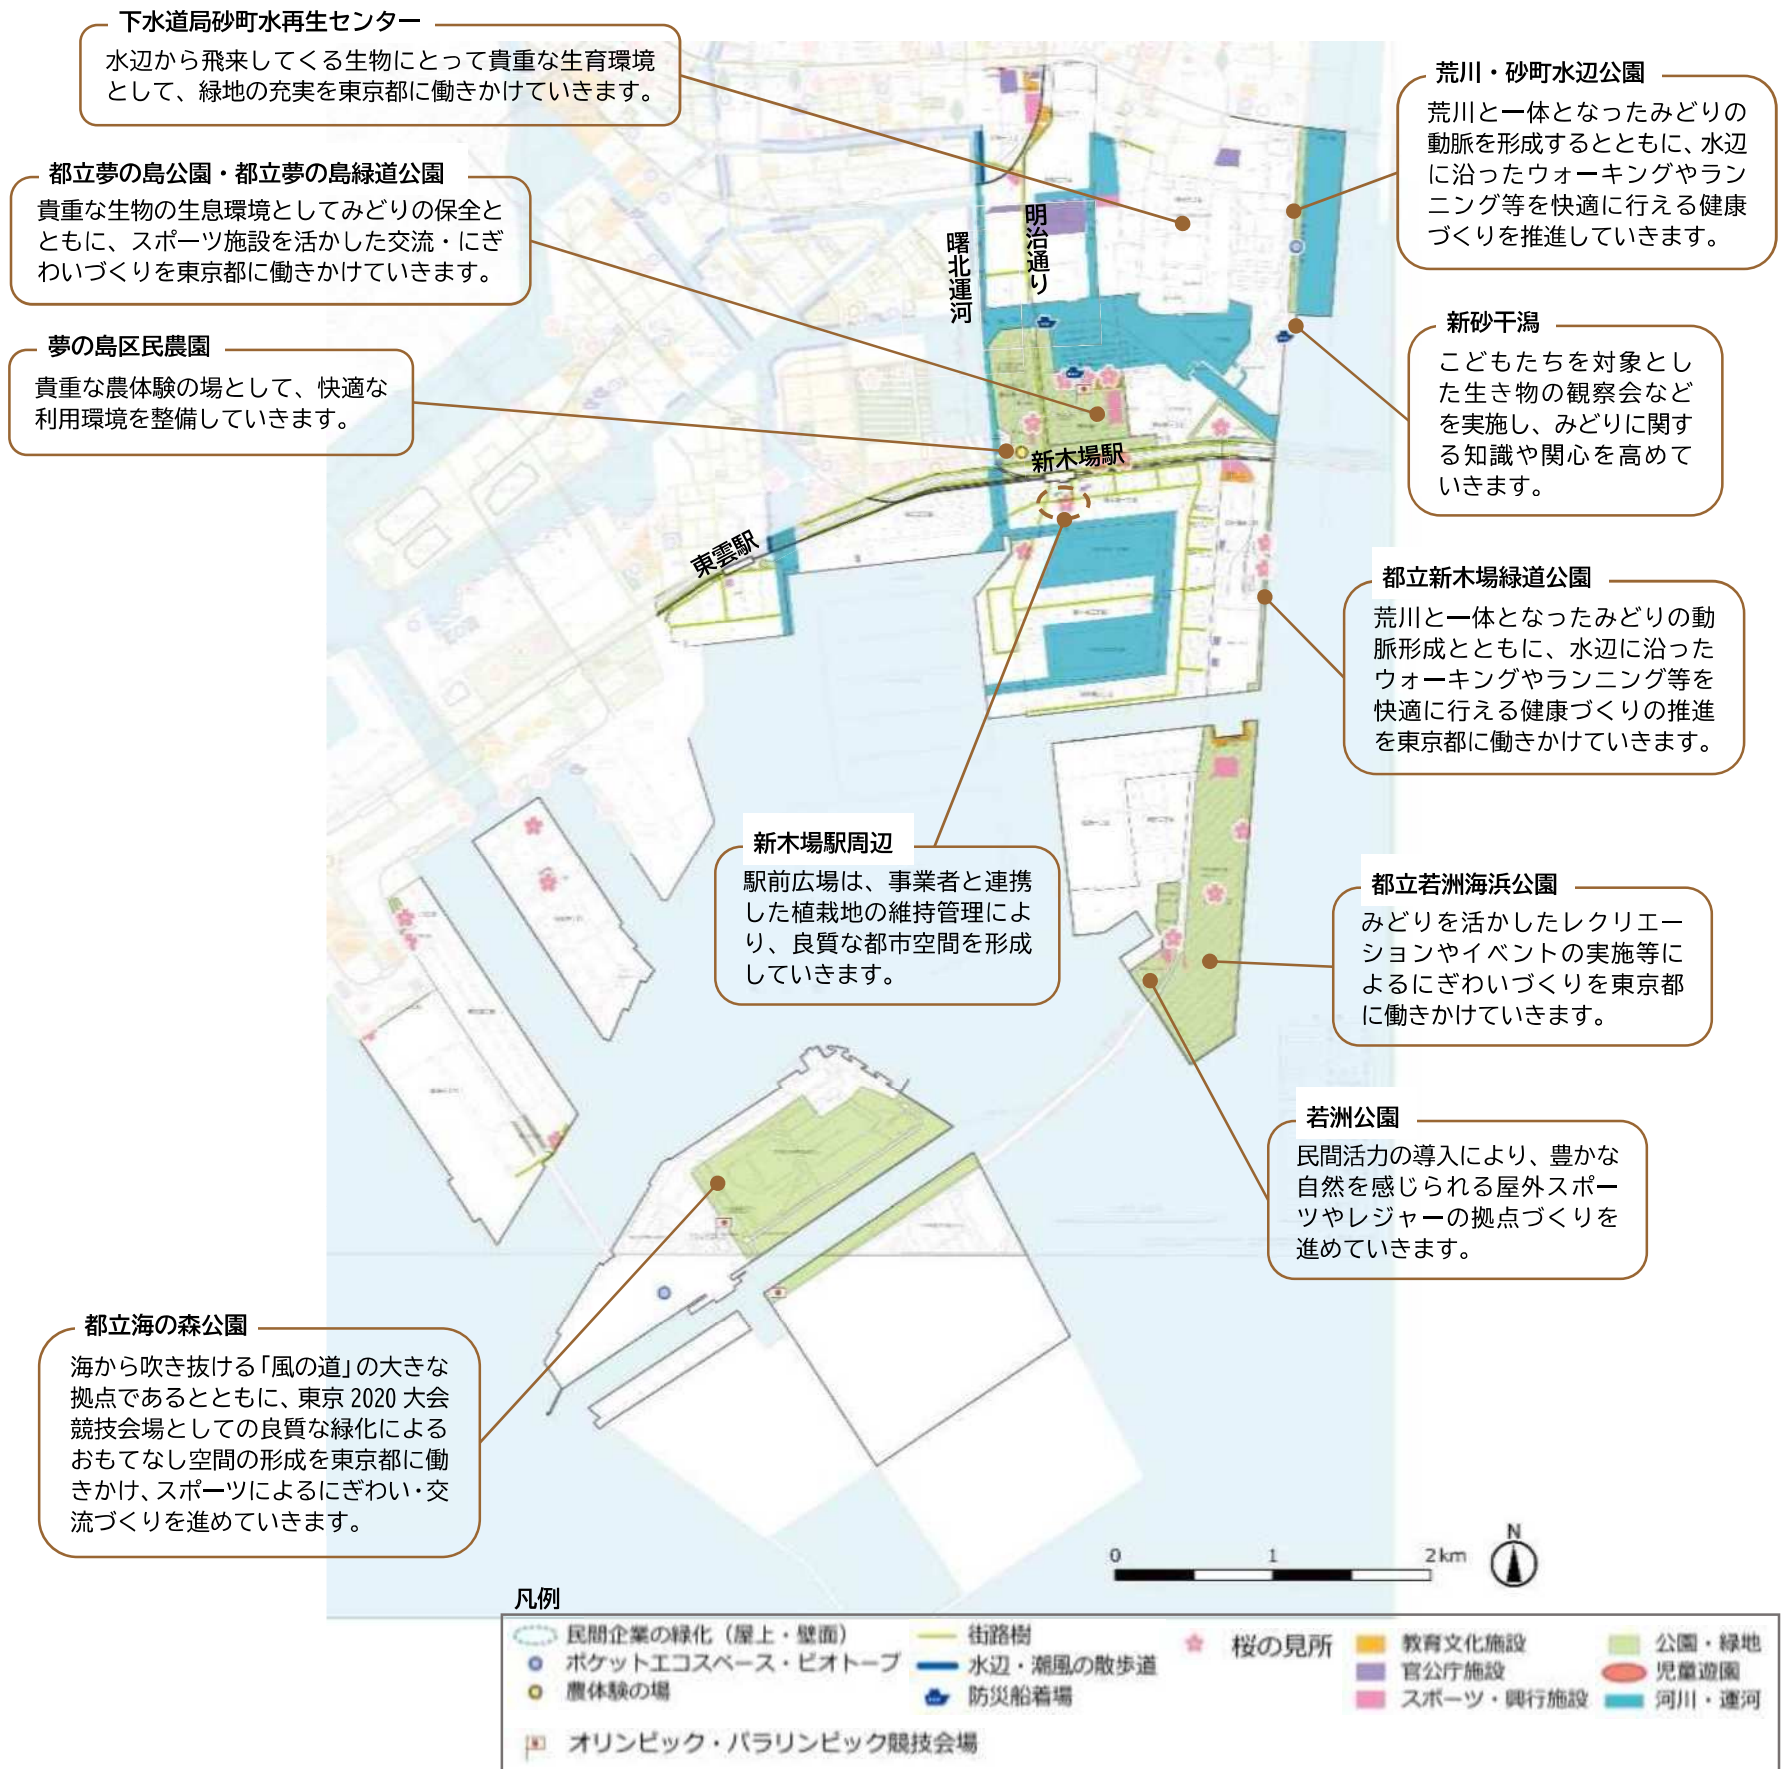 下水道局砂町水再生センター
水辺から飛来してくる生物にとって貴重な生育環境
として、緑地の充実を東京都に働きかけていきます。
都立夢の島公園・都立夢の島緑道公園
貴重な生物の生息環境としてみどりの保全と
ともに、スポーツ施設を活かした交流・にぎ
わいづくりを東京都に働きかけていきます。
夢の島区民農園
貴重な農体験の場として、快適な
利用環境を整備していきます。
荒川・砂町水辺公園
荒川と一体となったみどりの
動脈を形成するとともに、水辺
に沿ったウォーキングやラン
ニング等を快適に行える健康
づくりを推進していきます。
新砂干潟
こどもたちを対象とし
た生き物の観察会など
を実施し、みどりに関す
る知識や関心を高めて
いきます。
曙北運河
明治通り
新木場駅
東雲駅
都立新木場緑道公園
荒川と一体となったみどりの動
脈形成とともに、水辺に沿った
ウォーキングやランニング等を
快適に行える健康づくりの推進
を東京都に働きかけていきます。
新木場駅周辺
駅前広場は、事業者と連携
した植栽地の維持管理によ
り、良質な都市空間を形成
していきます。
都立若洲海浜公園
みどりを活かしたレクリエー
ションやイベントの実施等に
よるにぎわいづくりを東京都
に働きかけていきます。
若洲公園
民間活力の導入により、豊かな
自然を感じられる屋外スポー
ツやレジャーの拠点づくりを
進めていきます。
都立海の森公園
海から吹き抜ける「風の道」の大きな
拠点であるとともに、東京 2020 大会
競技会場としての良質な緑化による
おもてなし空間の形成を東京都に働
きかけ、スポーツによるにぎわい・交
流づくりを進めていきます。
0 1 2km
N
凡例
民間企業の緑化（屋上・壁面）
ポケットエコスペース・ビオトープ
農体験の場
オリンピック・パラリンピック競技会場
街路樹
水辺・潮風の散歩道
防災船着場
桜の見所
教育文化施設
官公庁施設
スポーツ・興行施設
公園・緑地
児童遊園
河川・運河